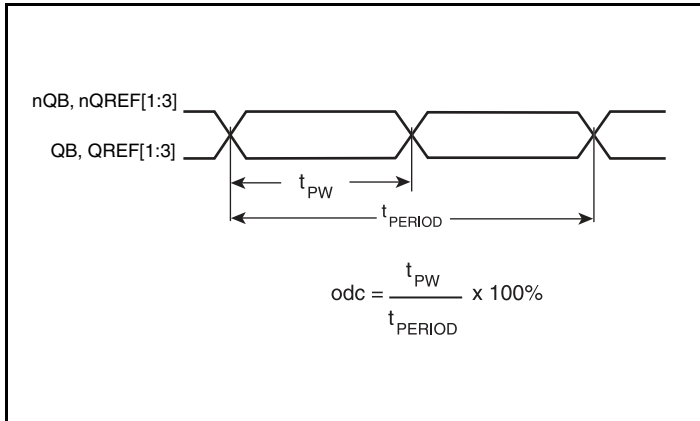 nQB, nQREF[1:3]
QB, QREF[1:3]
tPW
tPERIOD
odc = tPW / tPERIOD x 100%